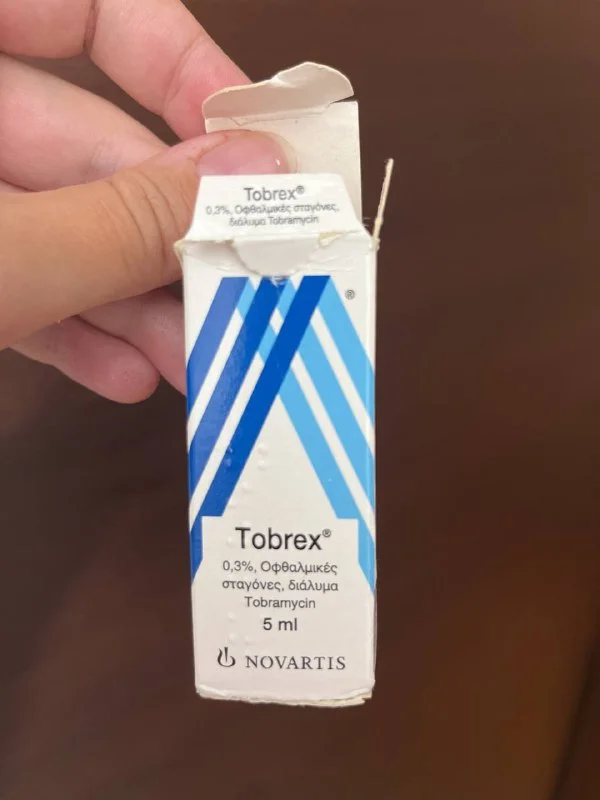 Tobrex®
0,3%, Οφθαλμικές σταγόνες,
διάλυμα Tobramycin
®
Tobrex®
0,3%, Οφθαλμικές
σταγόνες, διάλυμα
Tobramycin
5 ml
NOVARTIS